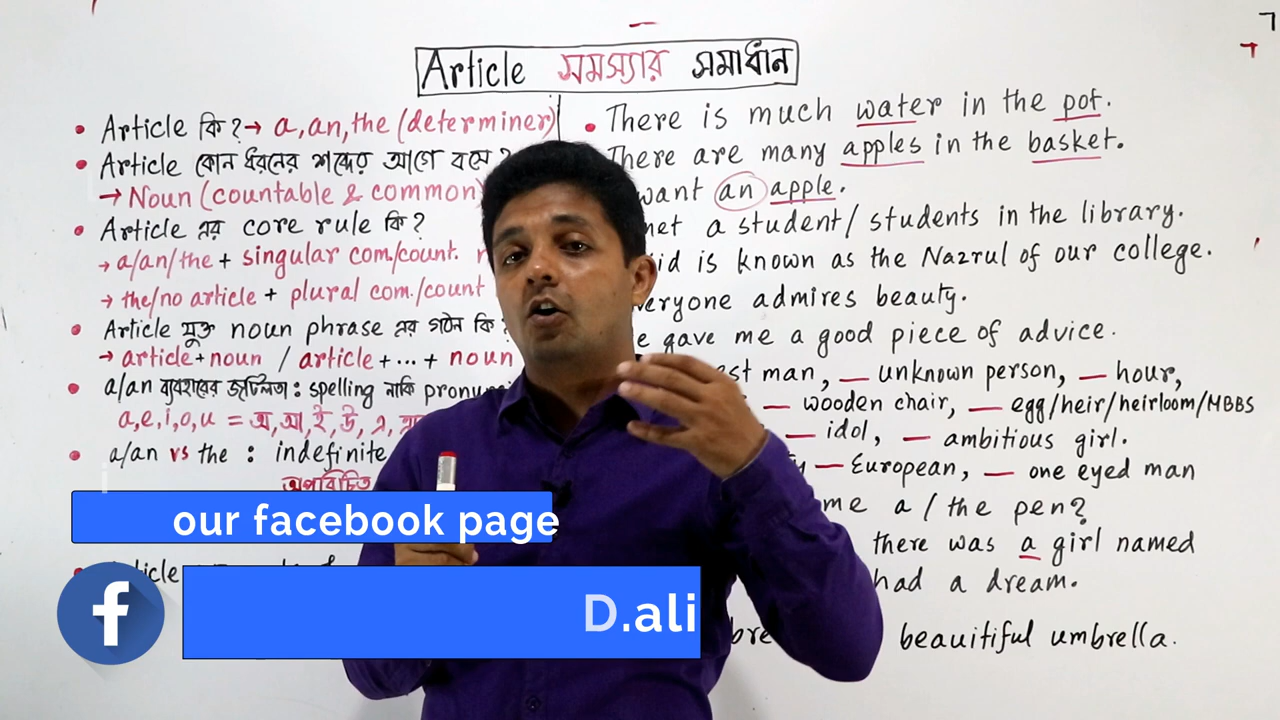 Article সমস্যার সমাধান
• Article কি? → a, an, the (determiner)
• Article কোন ধরনের শব্দের আগে বসে?
→ Noun (countable & common)
• Article এর core rule কি?
→ a/an/the + singular com./count.
→ the/no article + plural com./count
• Article যুক্ত noun phrase এর গঠন কি?
→ article + noun / article + ... + noun
• a/an ব্যবহারের জটিলতা : spelling নাকি
a, e, i, o, u = অ, আ, ই, উ, এ,
• a/an vs the : indefinite
অপরিচিত
• There is much water in the pot.
There are many apples in the basket.
want an apple.
met a student/ students in the library.
is known as the Nazrul of our college.
everyone admires beauty.
gave me a good piece of advice.
man, — unknown person, — hour,
— wooden chair, — egg/heir/heirloom/MBBS
— idol, — ambitious girl.
— European, — one eyed man
me a / the pen?
there was a girl named
had a dream.
beauitiful umbrella.
our facebook page
f
D.ali